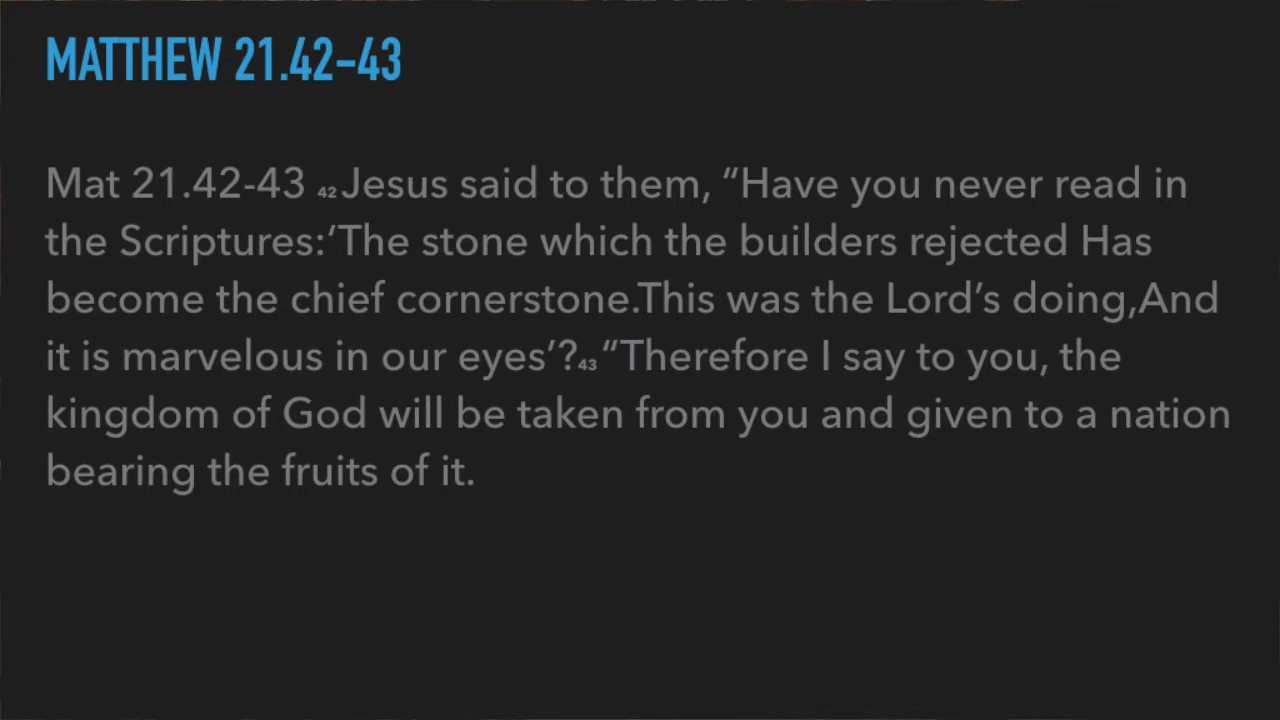 MATTHEW 21.42–43
Mat 21.42-43 42Jesus said to them, “Have you never read in
the Scriptures:‘The stone which the builders rejected Has
become the chief cornerstone.This was the Lord’s doing,And
it is marvelous in our eyes’?43“Therefore I say to you, the
kingdom of God will be taken from you and given to a nation
bearing the fruits of it.